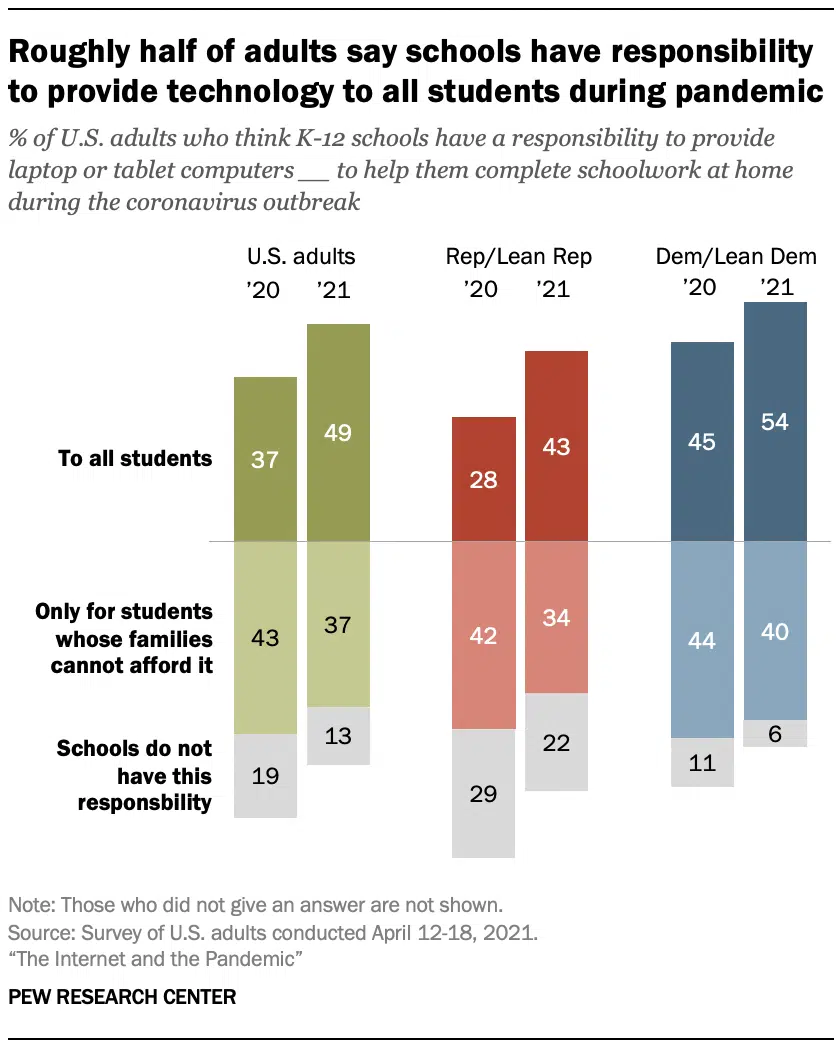 Roughly half of adults say schools have responsibility
to provide technology to all students during pandemic
% of U.S. adults who think K-12 schools have a responsibility to provide
laptop or tablet computers __ to help them complete schoolwork at home
during the coronavirus outbreak
U.S. adults Rep/Lean Rep Dem/Lean Dem
’20 ’21 ’20 ’21 ’20 ’21
To all students 37 49 28 43 45 54
Only for students
whose families
cannot afford it
43 37 42 34 44 40
Schools do not
have this
responsbility
19 13 29 22 11 6
Note: Those who did not give an answer are not shown.
Source: Survey of U.S. adults conducted April 12-18, 2021.
“The Internet and the Pandemic”
PEW RESEARCH CENTER